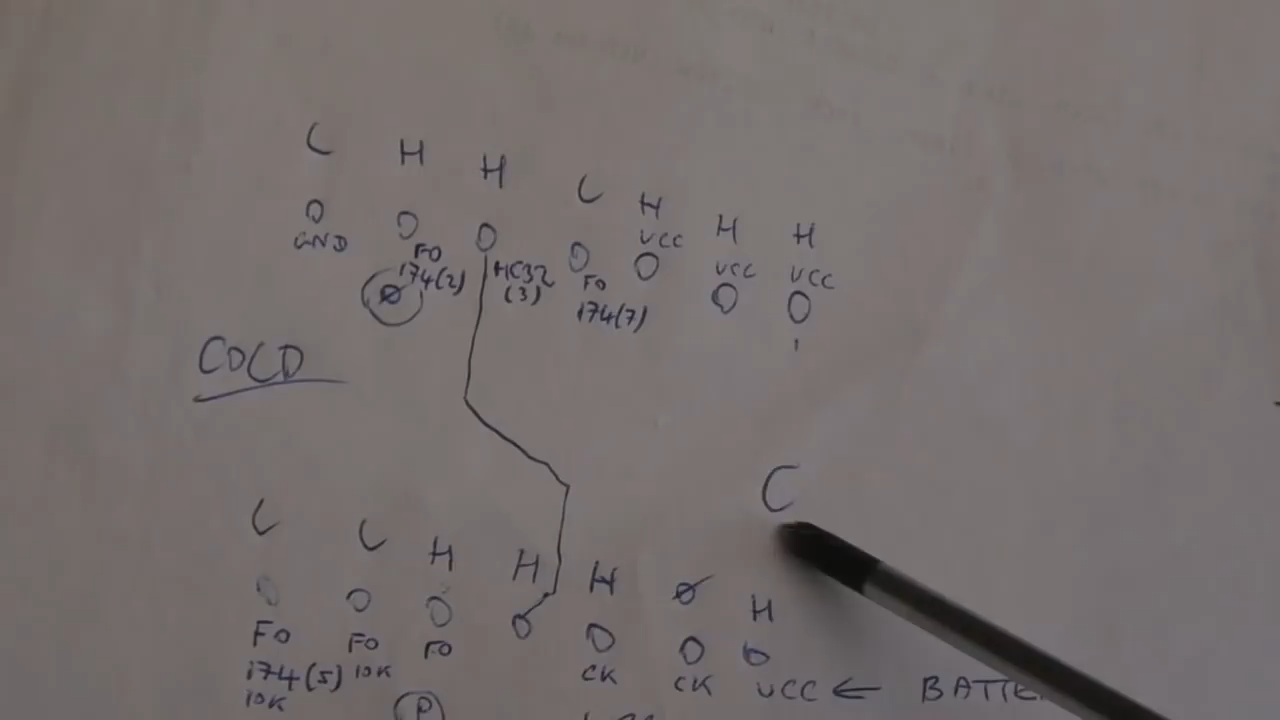 L H H L H H H
GND FO 174(2) HC32 (3) FO 174(7) VCC VCC VCC
Ø
1
COLD
C
L L H H H Ø H
FO FO FO CK CK VCC ← BATTE
174(5) 10K
10K
P